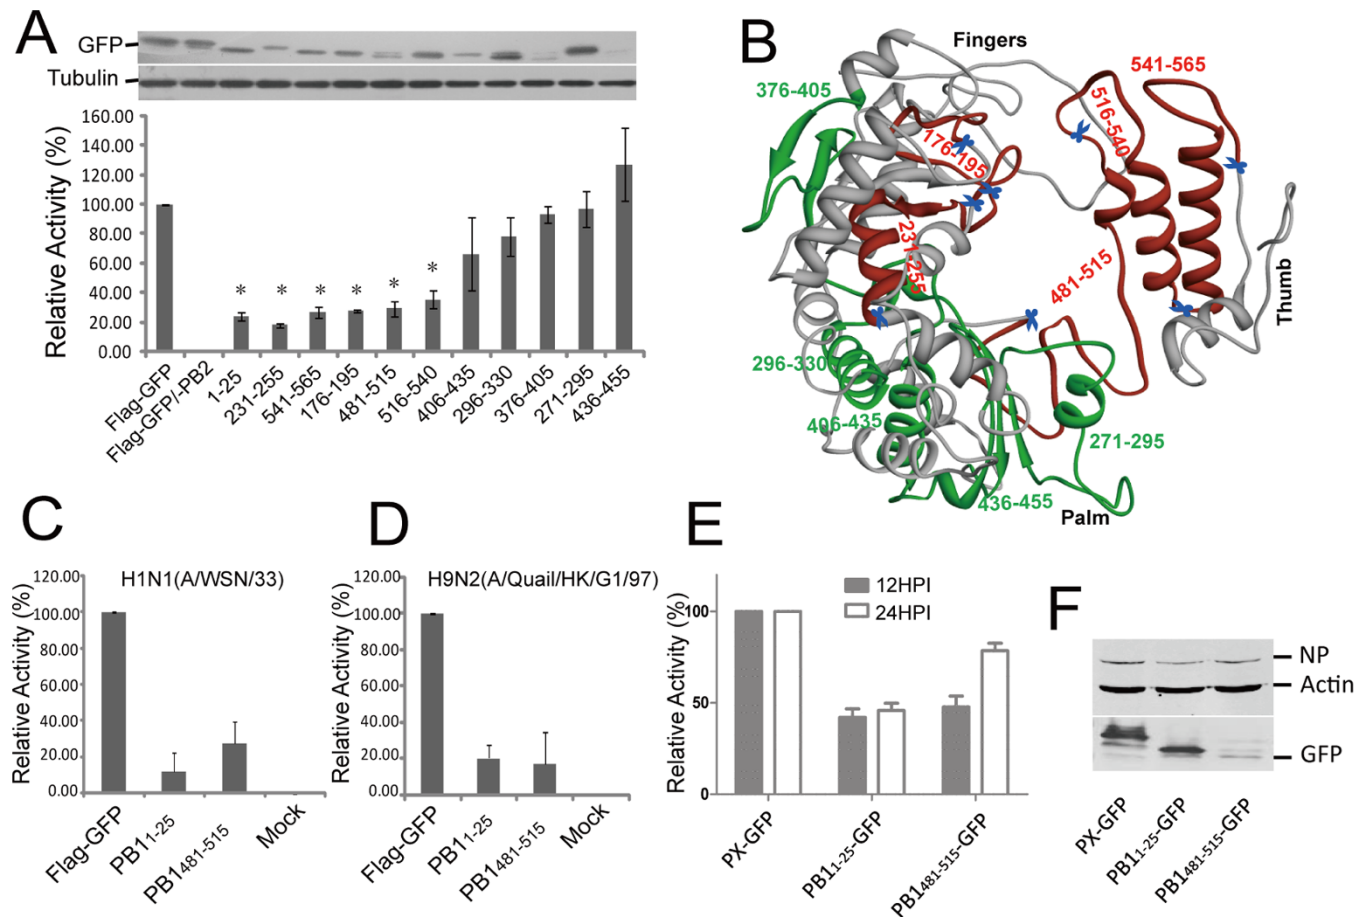 A
GFP
Tubulin
Relative Activity (%)
160.00
140.00
120.00
100.00
80.00
60.00
40.00
20.00
0.00
* * * * * *
Flag-GFP
Flag-GFP/-PB2
1-25
231-255
541-565
176-195
481-515
516-540
406-435
296-330
376-405
271-295
436-455
B
Fingers
541-565
376-405
516-540
176-195
231-255
481-515
Thumb
296-330
406-435
271-295
436-455
Palm
C
H1N1(A/WSN/33)
Relative Activity (%)
120.00
100.00
80.00
60.00
40.00
20.00
0.00
Flag-GFP
PB11-25
PB1481-515
Mock
D
H9N2(A/Quail/HK/G1/97)
Relative Activity (%)
120.00
100.00
80.00
60.00
40.00
20.00
0.00
Flag-GFP
PB11-25
PB1481-515
Mock
E
12HPI
24HPI
Relative Activity (%)
100
50
0
PX-GFP
PB11-25-GFP
PB1481-515-GFP
F
NP
Actin
GFP
PX-GFP
PB11-25-GFP
PB1481-515-GFP